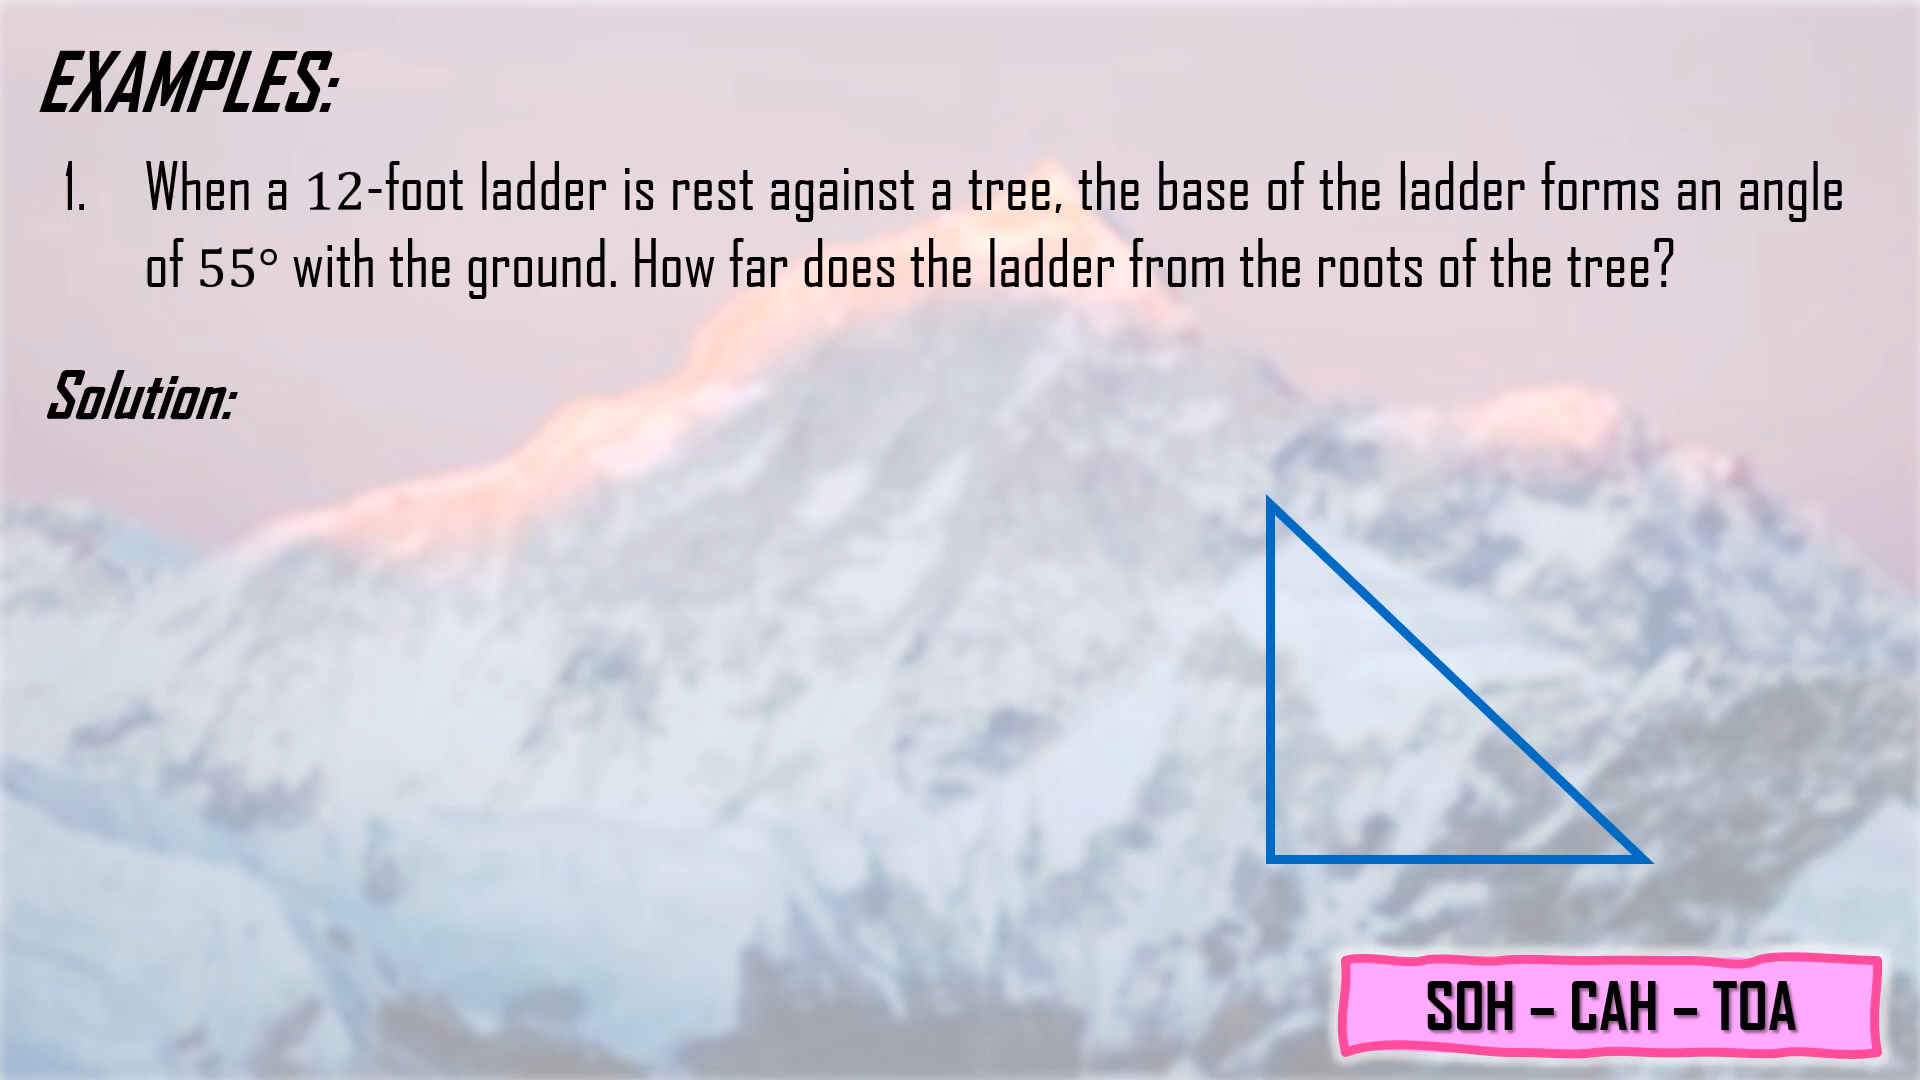 EXAMPLES:
1. When a 12-foot ladder is rest against a tree, the base of the ladder forms an angle
of 55° with the ground. How far does the ladder from the roots of the tree?
Solution:
SOH – CAH – TOA